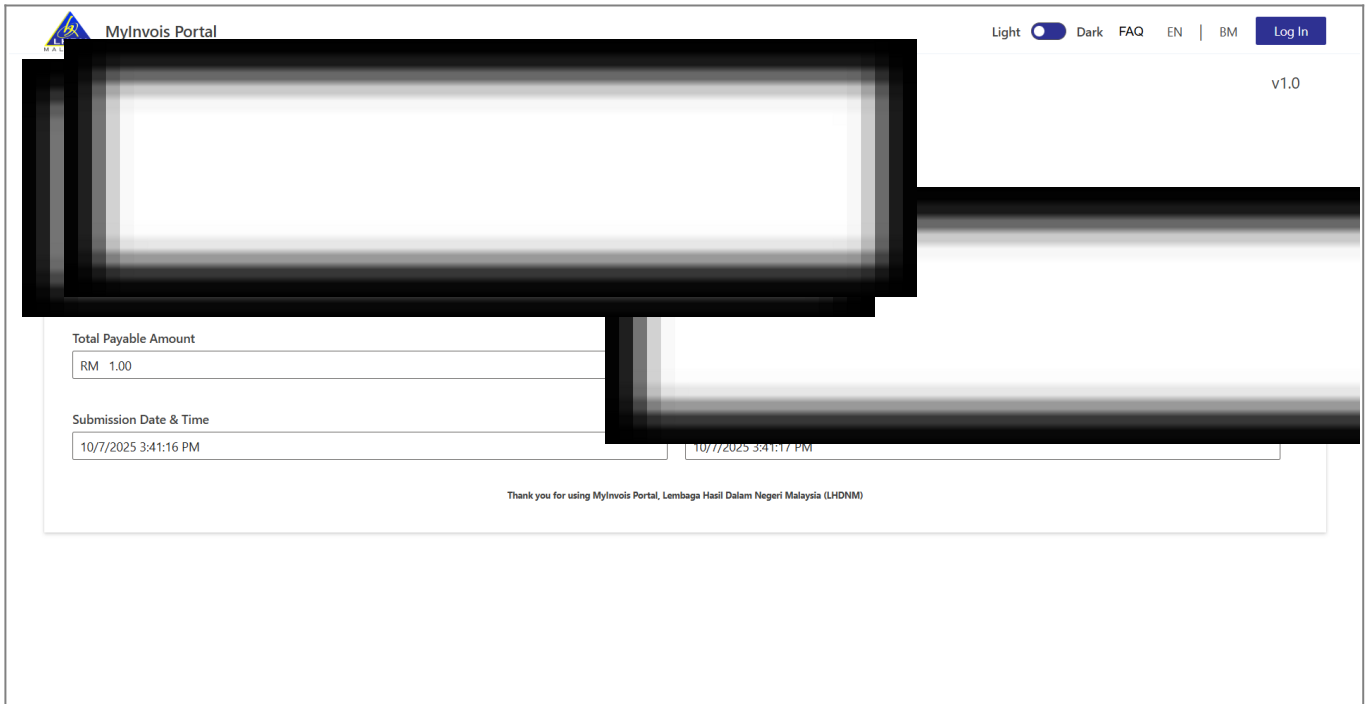 MyInvois Portal
Light Dark FAQ EN | BM Log In
v1.0
Total Payable Amount
RM 1.00
Submission Date & Time
10/7/2025 3:41:16 PM
10/7/2025 3:41:17 PM
Thank you for using MyInvois Portal, Lembaga Hasil Dalam Negeri Malaysia (LHDNM)